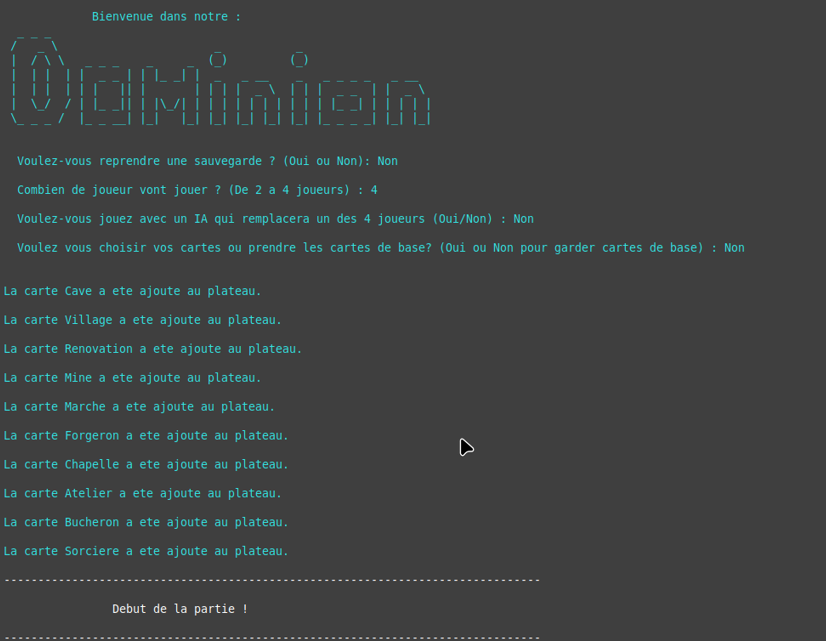 Bienvenue dans notre :
Dominion
Voulez-vous reprendre une sauvegarde ? (Oui ou Non): Non
Combien de joueur vont jouer ? (De 2 a 4 joueurs) : 4
Voulez-vous jouez avec un IA qui remplacera un des 4 joueurs (Oui/Non) : Non
Voulez vous choisir vos cartes ou prendre les cartes de base? (Oui ou Non pour garder cartes de base) : Non
La carte Cave a ete ajoute au plateau.
La carte Village a ete ajoute au plateau.
La carte Renovation a ete ajoute au plateau.
La carte Mine a ete ajoute au plateau.
La carte Marche a ete ajoute au plateau.
La carte Forgeron a ete ajoute au plateau.
La carte Chapelle a ete ajoute au plateau.
La carte Atelier a ete ajoute au plateau.
La carte Bucheron a ete ajoute au plateau.
La carte Sorciere a ete ajoute au plateau.
-------------------------------------------------------------------------------
Debut de la partie !
-------------------------------------------------------------------------------